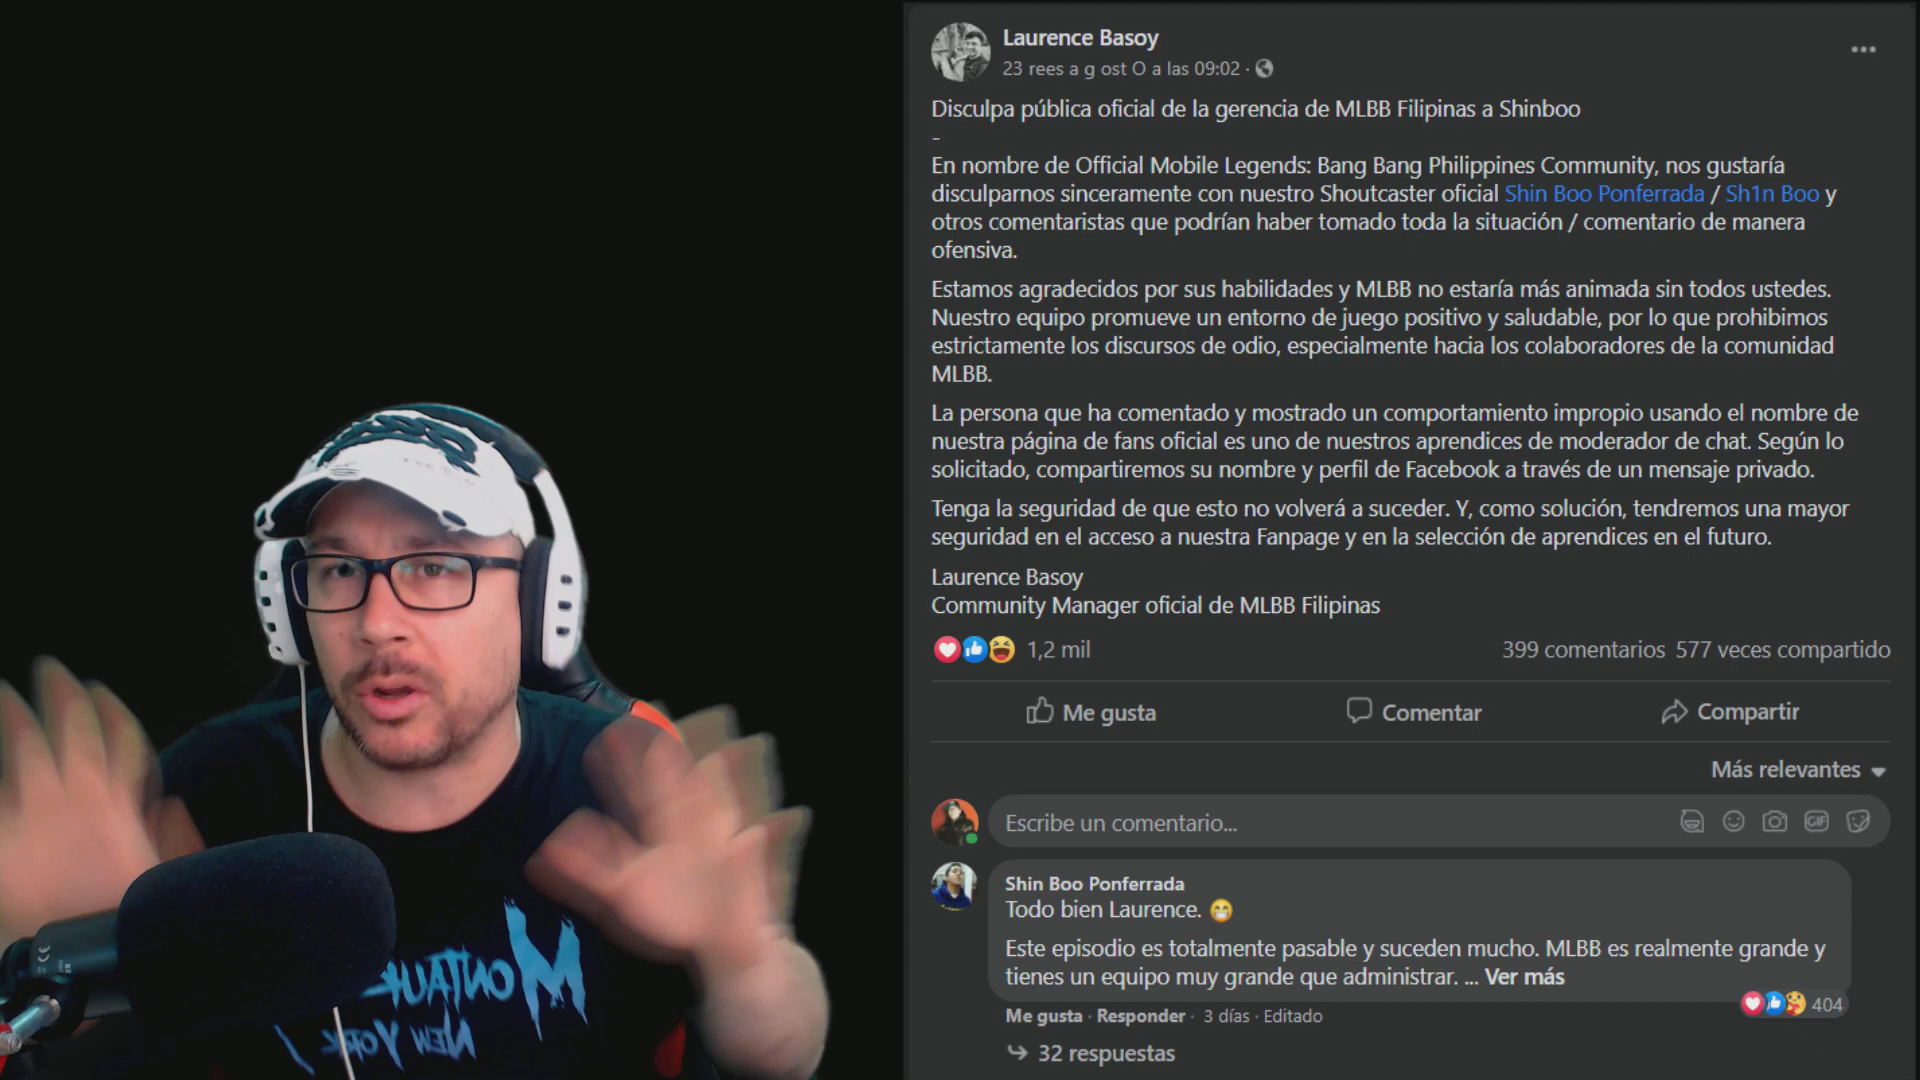 Laurence Basoy
23 rees a g ost O a las 09:02 ·
Disculpa pública oficial de la gerencia de MLBB Filipinas a Shinboo
-
En nombre de Official Mobile Legends: Bang Bang Philippines Community, nos gustaría
disculparnos sinceramente con nuestro Shoutcaster oficial Shin Boo Ponferrada / Sh1n Boo y
otros comentaristas que podrían haber tomado toda la situación / comentario de manera
ofensiva.
Estamos agradecidos por sus habilidades y MLBB no estaría más animada sin todos ustedes.
Nuestro equipo promueve un entorno de juego positivo y saludable, por lo que prohibimos
estrictamente los discursos de odio, especialmente hacia los colaboradores de la comunidad
MLBB.
La persona que ha comentado y mostrado un comportamiento impropio usando el nombre de
nuestra página de fans oficial es uno de nuestros aprendices de moderador de chat. Según lo
solicitado, compartiremos su nombre y perfil de Facebook a través de un mensaje privado.
Tenga la seguridad de que esto no volverá a suceder. Y, como solución, tendremos una mayor
seguridad en el acceso a nuestra Fanpage y en la selección de aprendices en el futuro.
Laurence Basoy
Community Manager oficial de MLBB Filipinas
1,2 mil
399 comentarios 577 veces compartido
Me gusta
Comentar
Compartir
Más relevantes
Escribe un comentario...
GIF
Shin Boo Ponferrada
Todo bien Laurence. 😁
Este episodio es totalmente pasable y suceden mucho. MLBB es realmente grande y
tienes un equipo muy grande que administrar. ... Ver más
404
Me gusta · Responder · 3 días · Editado
32 respuestas
MONTAUK
NEW YORK